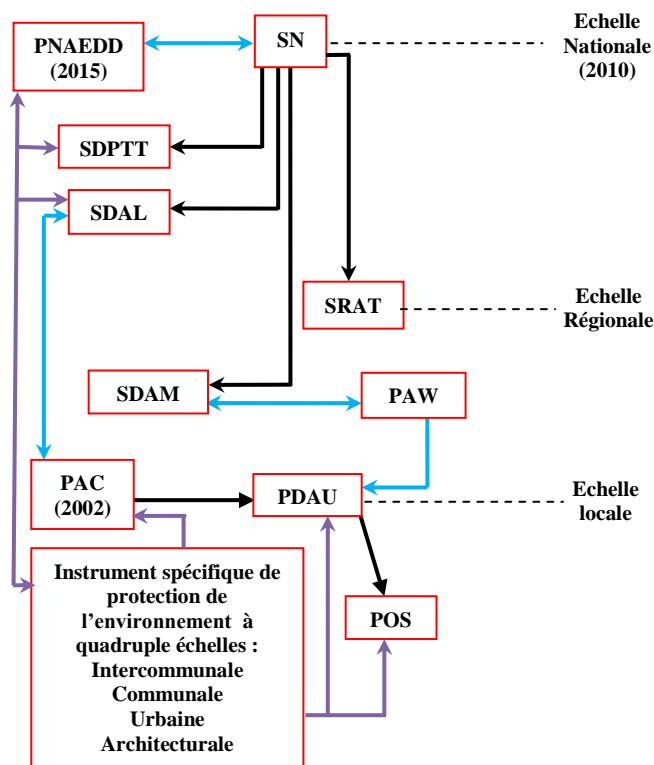 PNAEDD
(2015)
SN
Echelle
Nationale
(2010)
SDPTT
SDAL
SRAT
Echelle
Régionale
SDAM
PAW
PAC
(2002)
PDAU
Echelle
locale
Instrument spécifique de
protection de
l’environnement à
quadruple échelles :
Intercommunale
Communale
Urbaine
Architecturale
POS